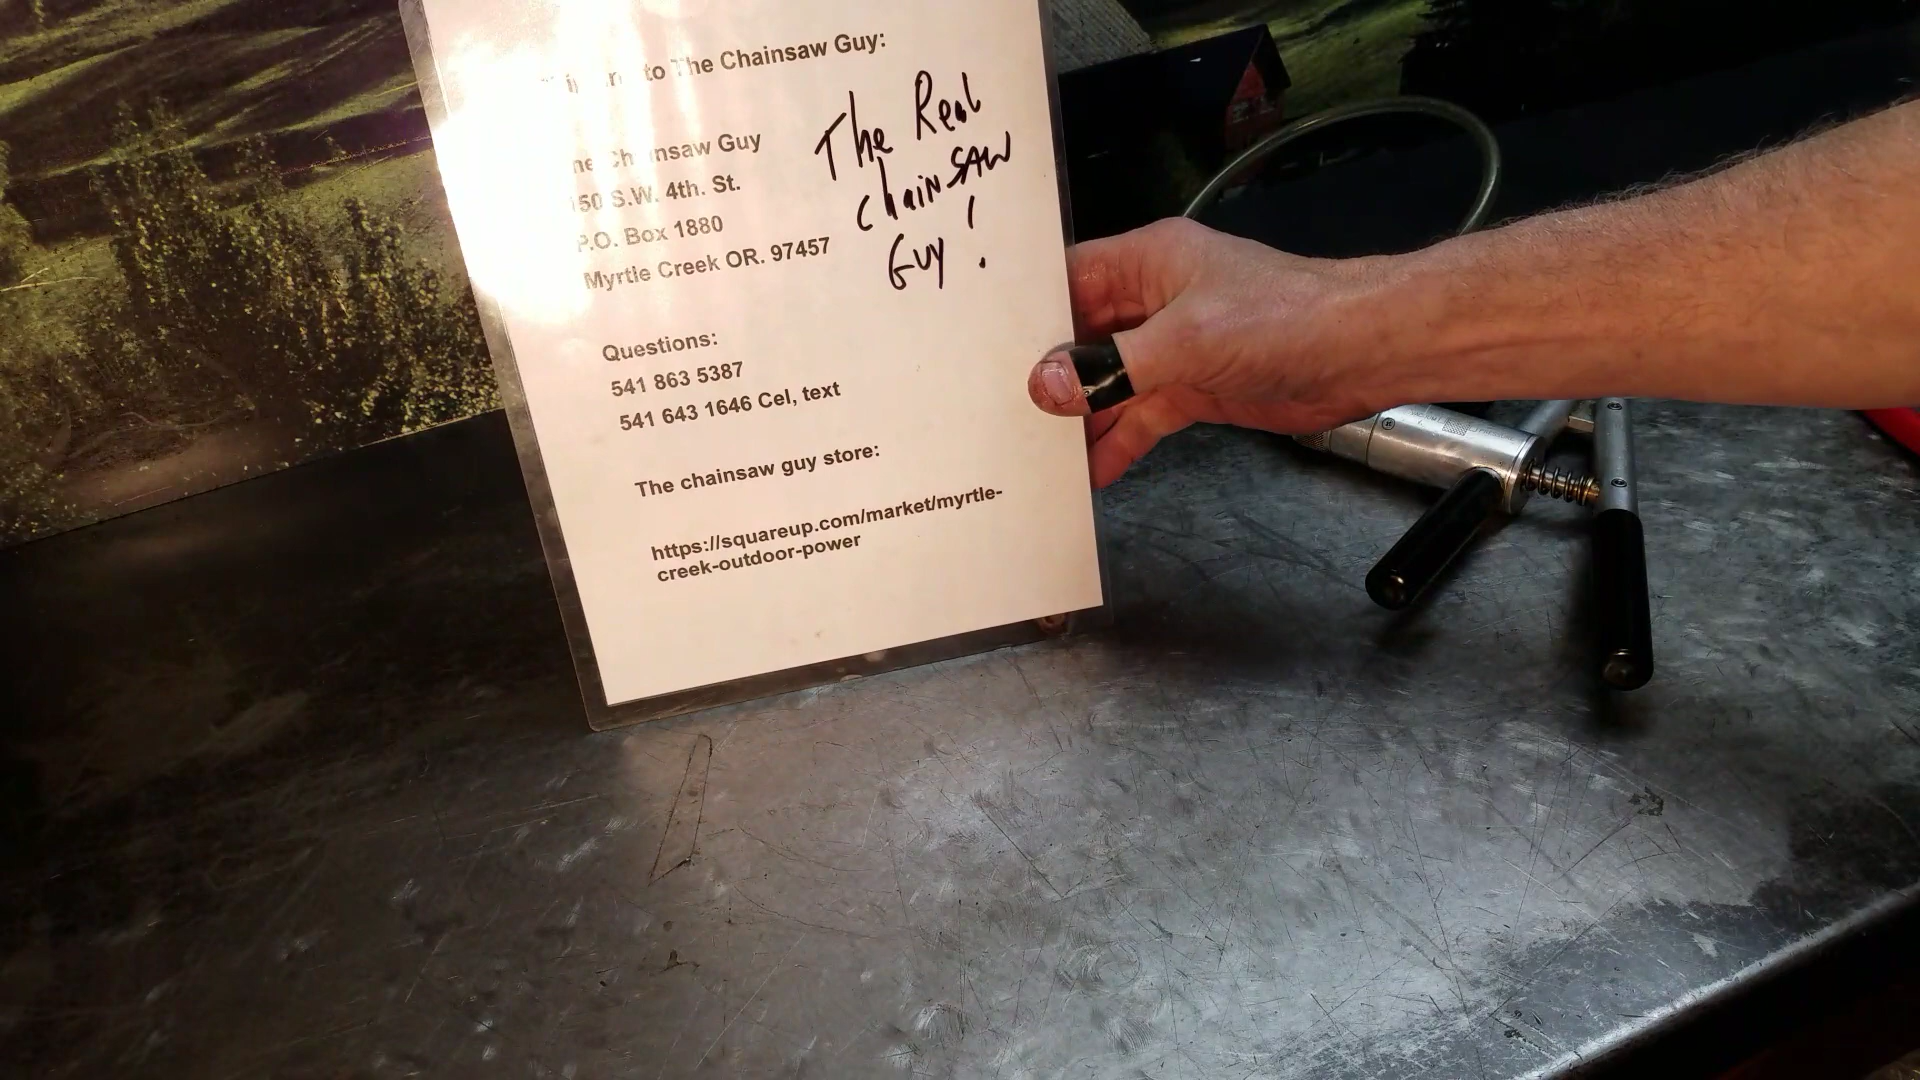 to The Chainsaw Guy:
Chainsaw Guy
150 S.W. 4th. St.
P.O. Box 1880
Myrtle Creek OR. 97457
The Real
chainSAW
Guy!
Questions:
541 863 5387
541 643 1646 Cel, text
The chainsaw guy store:
https://squareup.com/market/myrtle-
creek-outdoor-power